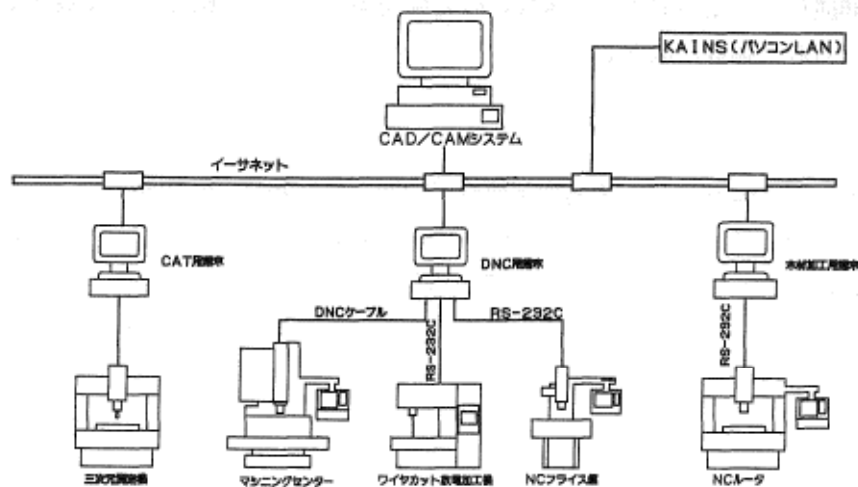 KAINS(パソコンLAN)
CAD/CAMシステム
イーサネット
CAT用端末
DNC用端末
木材加工用端末
DNCケーブル
RS-232C
RS-232C
RS-232C
三次元測定機
マシニングセンター
ワイヤカット放電加工機
NCフライス盤
NCルータ